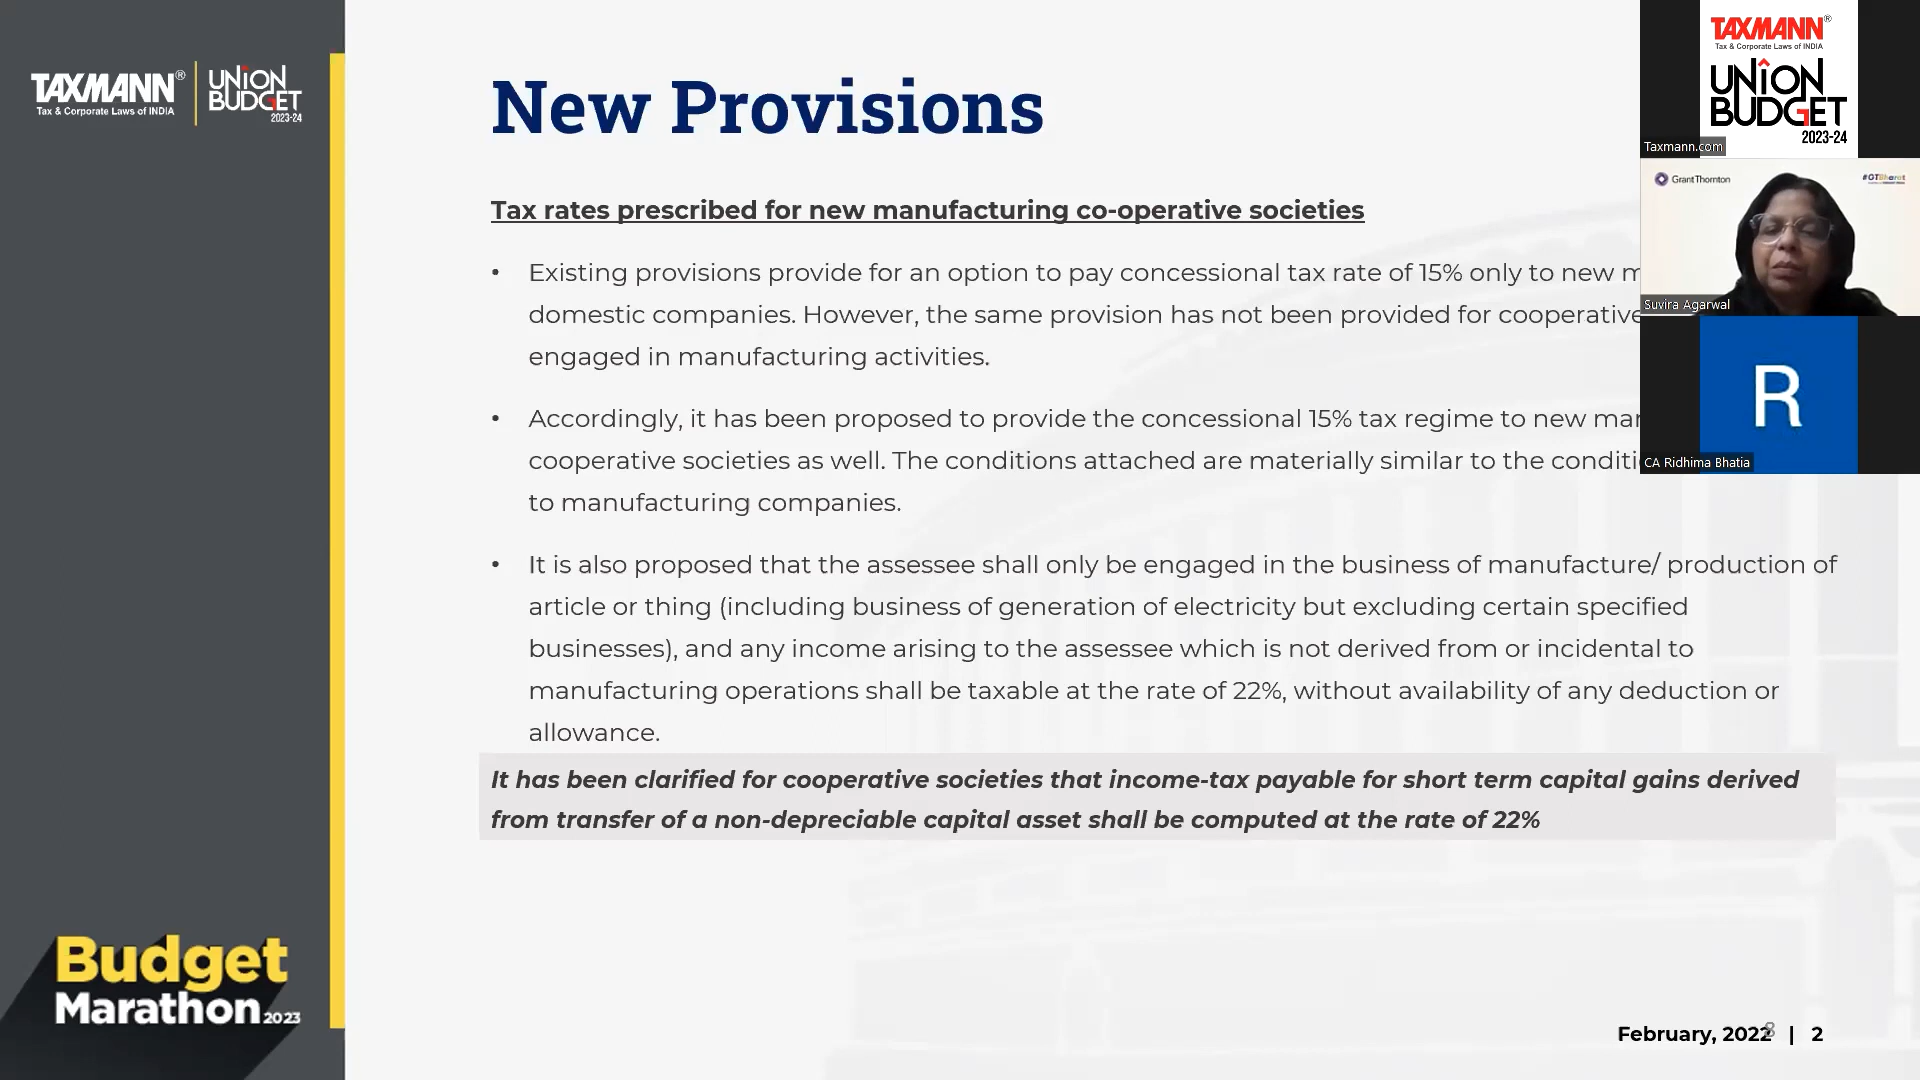 TAXMANN®
Tax & Corporate Laws of INDIA
UNION
BUDGET
2023-24
New Provisions
Tax rates prescribed for new manufacturing co-operative societies
• Existing provisions provide for an option to pay concessional tax rate of 15% only to new
domestic companies. However, the same provision has not been provided for cooperative
engaged in manufacturing activities.
• Accordingly, it has been proposed to provide the concessional 15% tax regime to new
cooperative societies as well. The conditions attached are materially similar to the
to manufacturing companies.
• It is also proposed that the assessee shall only be engaged in the business of manufacture/ production of
article or thing (including business of generation of electricity but excluding certain specified
businesses), and any income arising to the assessee which is not derived from or incidental to
manufacturing operations shall be taxable at the rate of 22%, without availability of any deduction or
allowance.
It has been clarified for cooperative societies that income-tax payable for short term capital gains derived
from transfer of a non-depreciable capital asset shall be computed at the rate of 22%
Budget
Marathon 2023
February, 2022 | 2
8
TAXMANN®
Tax & Corporate Laws of INDIA
UNION
BUDGET
2023-24
Taxmann.com
Grant Thornton
#GTBharat
Suvira Agarwal
R
CA Ridhima Bhatia